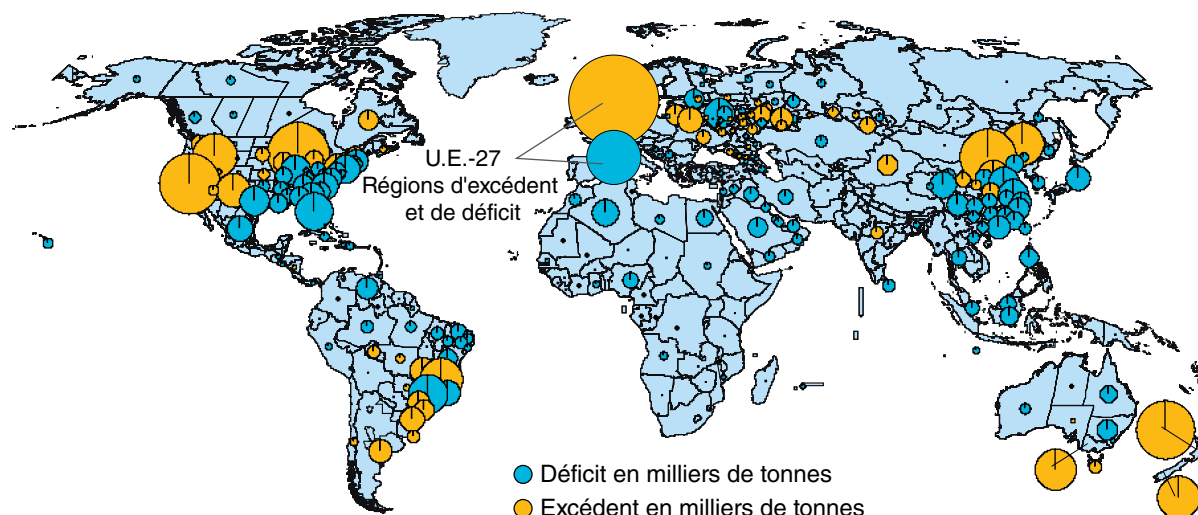 U.E.-27
Régions d'excédent
et de déficit
Déficit en milliers de tonnes
Excédent en milliers de tonnes